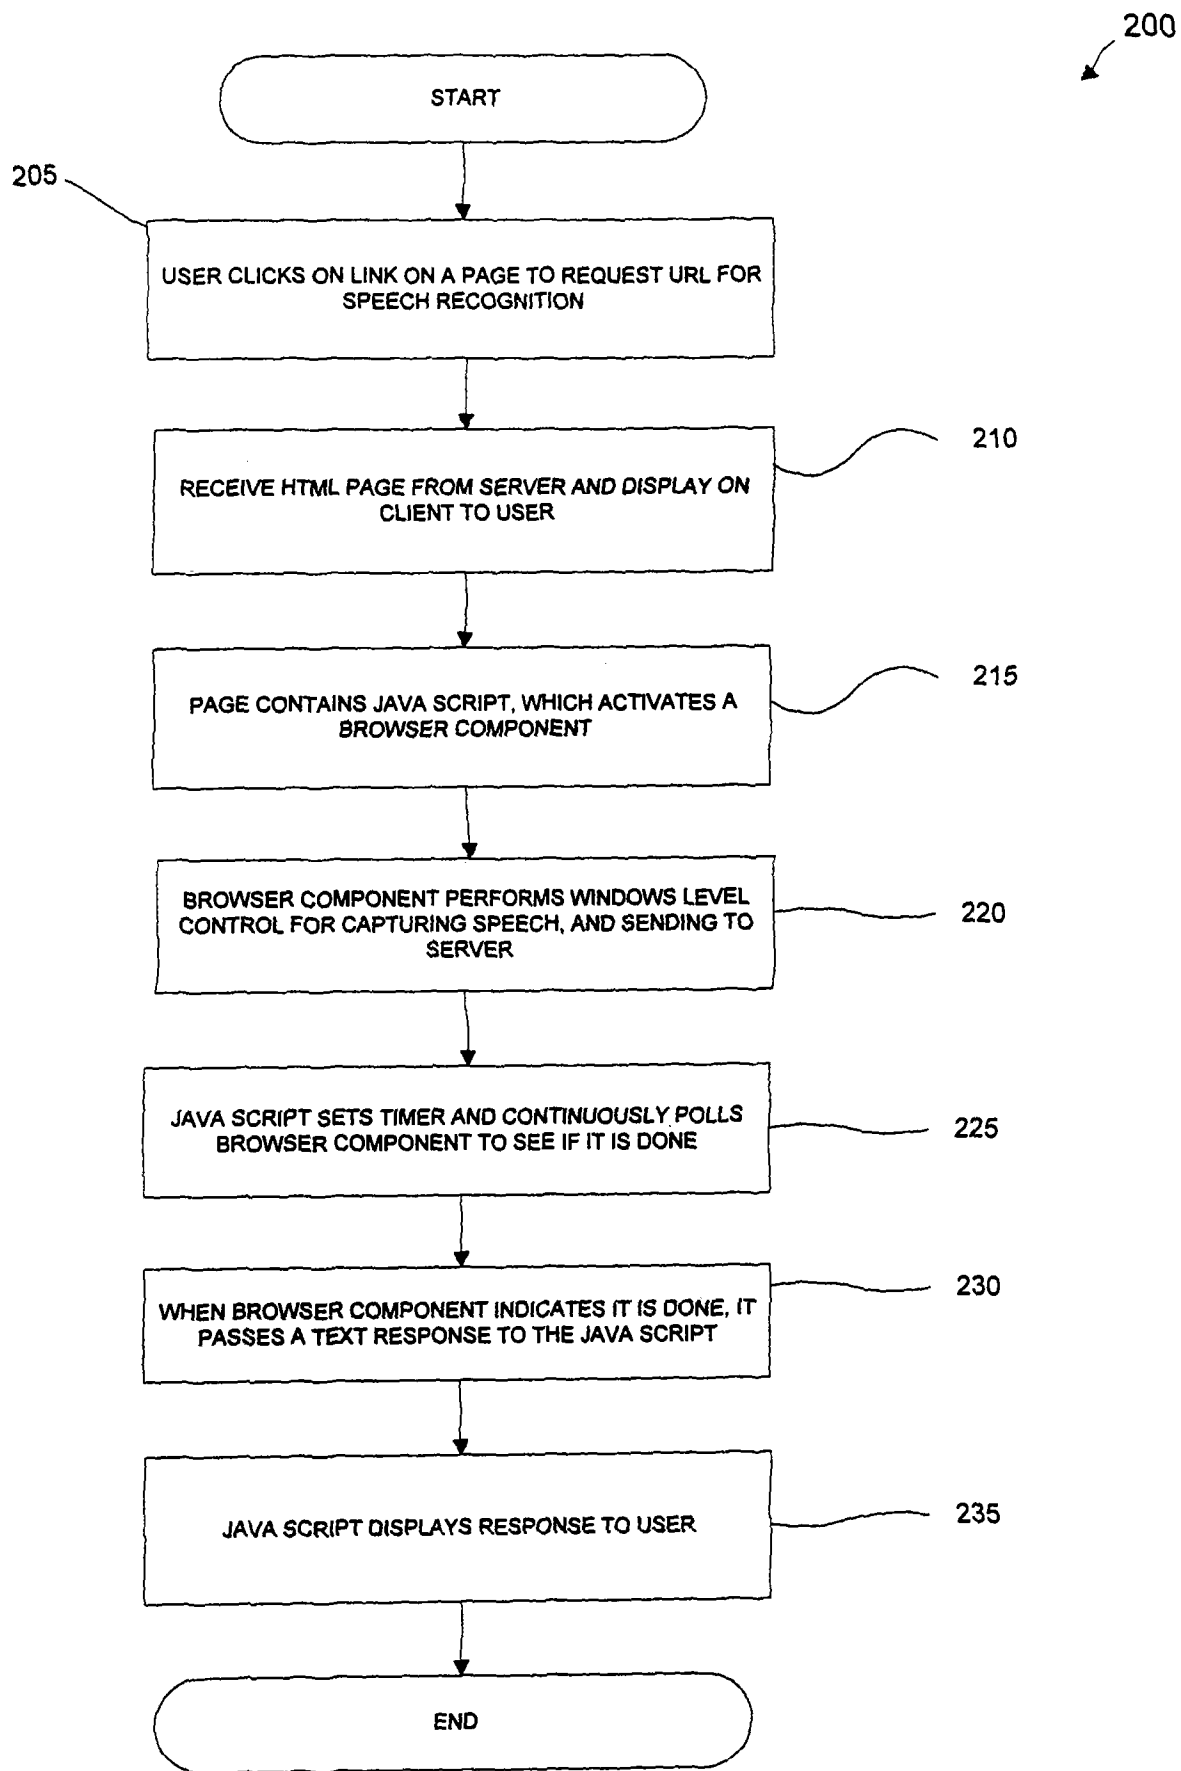 200
START
205
USER CLICKS ON LINK ON A PAGE TO REQUEST URL FOR
SPEECH RECOGNITION
210
RECEIVE HTML PAGE FROM SERVER AND DISPLAY ON
CLIENT TO USER
215
PAGE CONTAINS JAVA SCRIPT, WHICH ACTIVATES A
BROWSER COMPONENT
BROWSER COMPONENT PERFORMS WINDOWS LEVEL
CONTROL FOR CAPTURING SPEECH, AND SENDING TO
SERVER
220
JAVA SCRIPT SETS TIMER AND CONTINUOUSLY POLLS
BROWSER COMPONENT TO SEE IF IT IS DONE
225
230
WHEN BROWSER COMPONENT INDICATES IT IS DONE, IT
PASSES A TEXT RESPONSE TO THE JAVA SCRIPT.
JAVA SCRIPT DISPLAYS RESPONSE TO USER
235
END